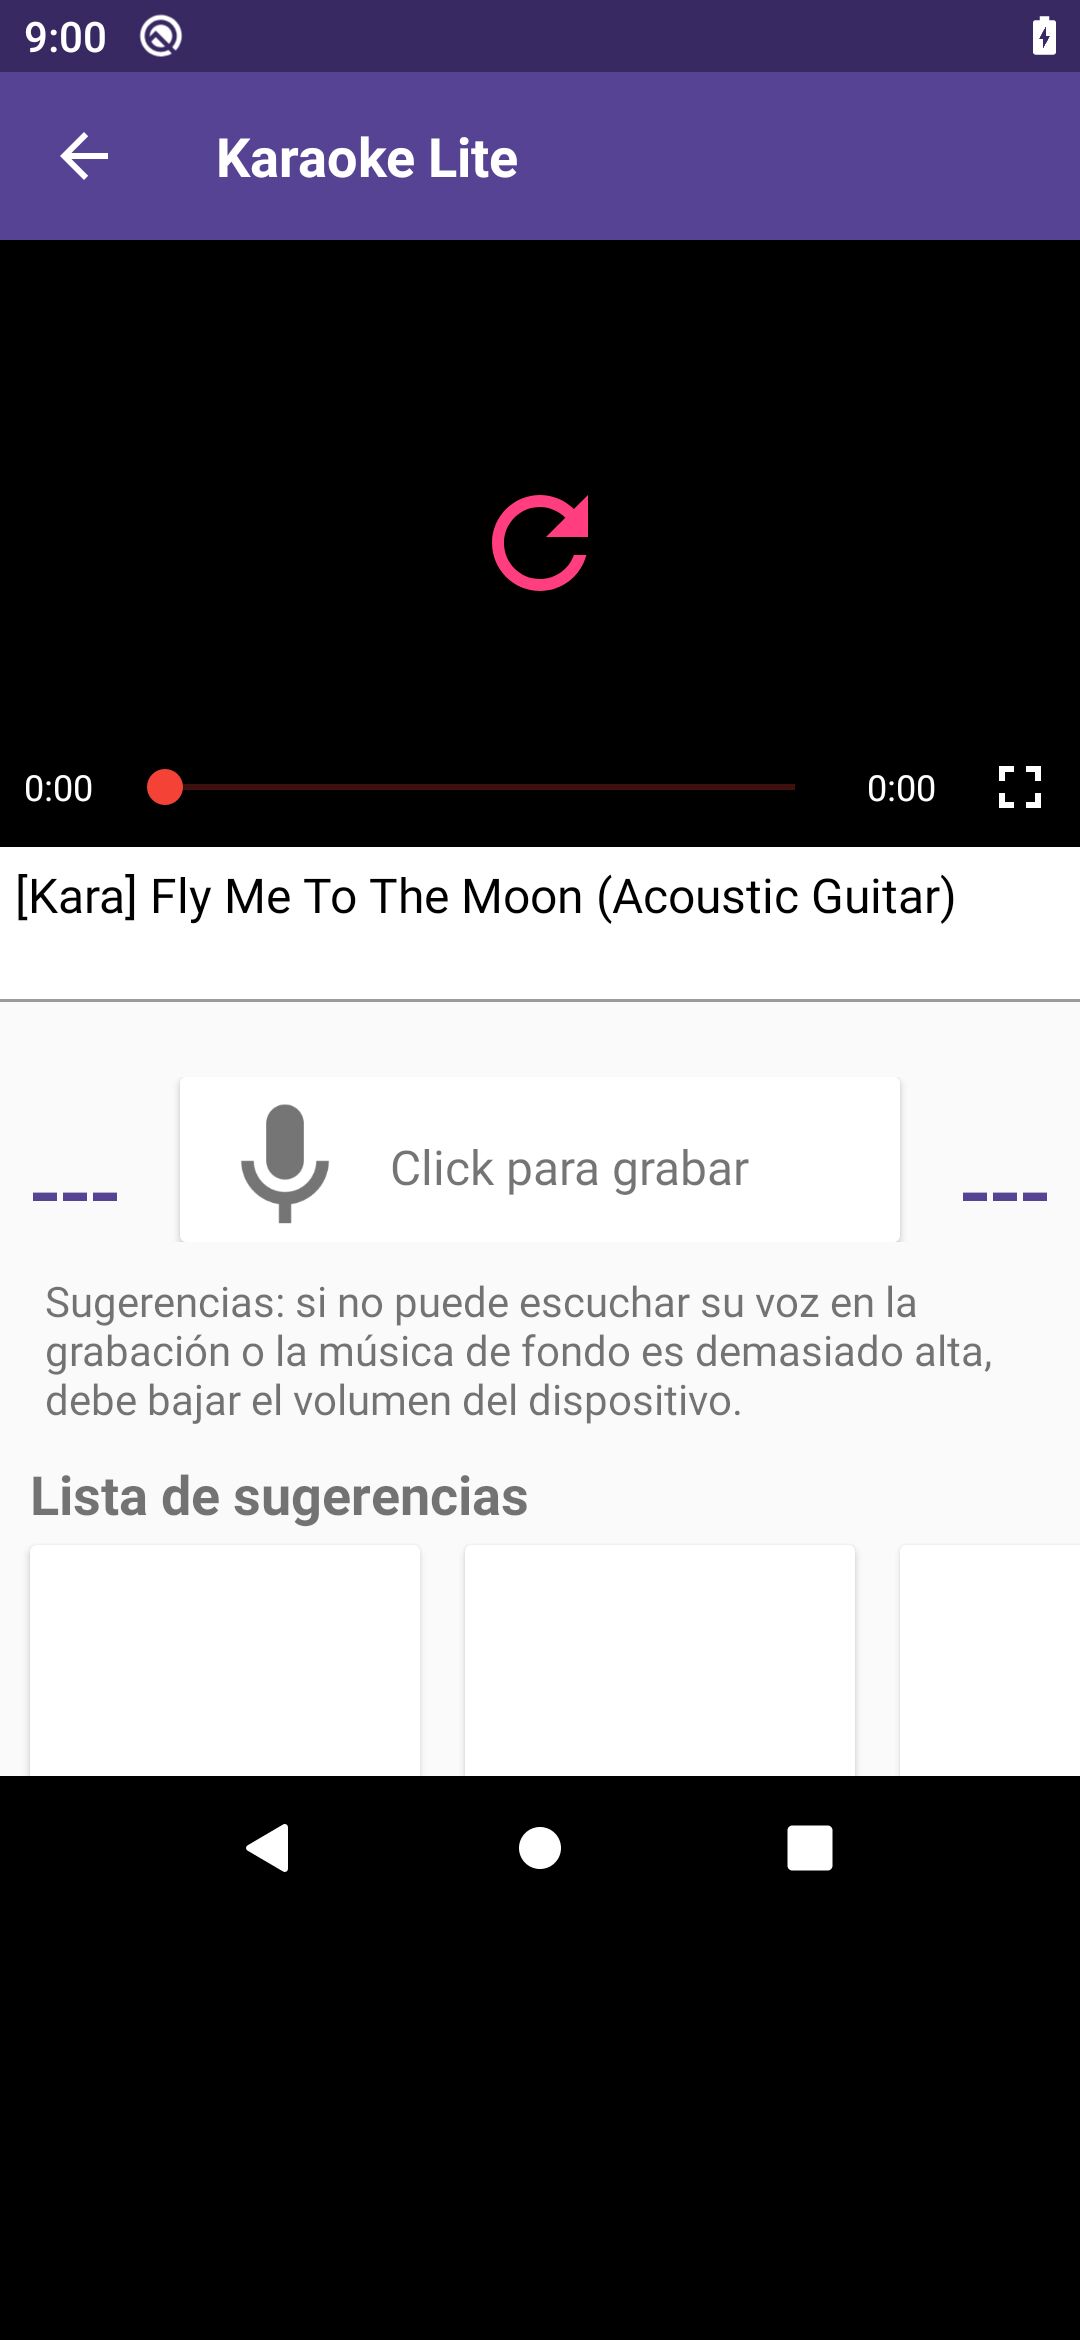 9:00
Karaoke Lite
0:00
0:00
[Kara] Fly Me To The Moon (Acoustic Guitar)
---
Click para grabar
---
Sugerencias: si no puede escuchar su voz en la
grabación o la música de fondo es demasiado alta,
debe bajar el volumen del dispositivo.
Lista de sugerencias